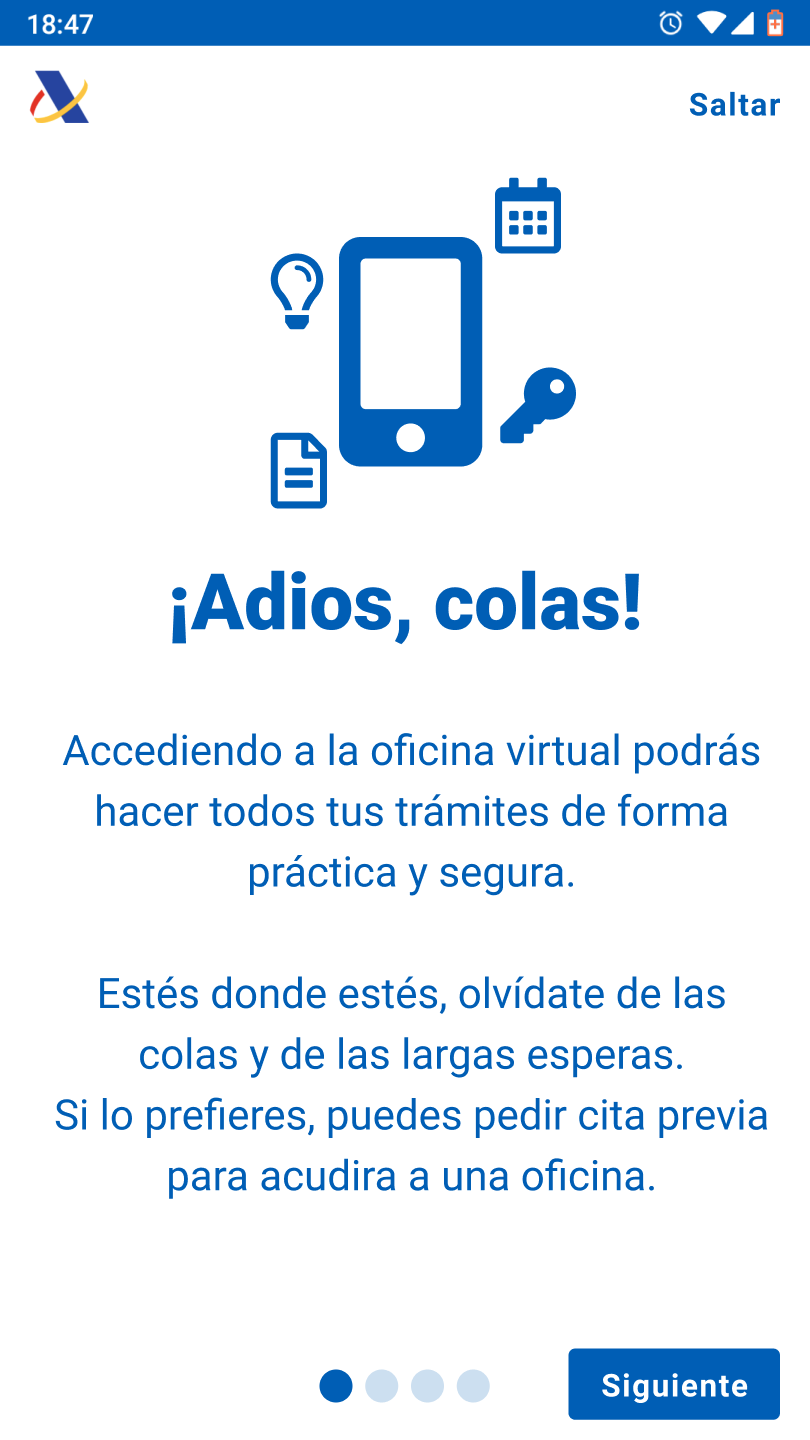 18:47
Saltar
¡Adios, colas!
Accediendo a la oficina virtual podrás
hacer todos tus trámites de forma
práctica y segura.
Estés donde estés, olvídate de las
colas y de las largas esperas.
Si lo prefieres, puedes pedir cita previa
para acudira a una oficina.
Siguiente